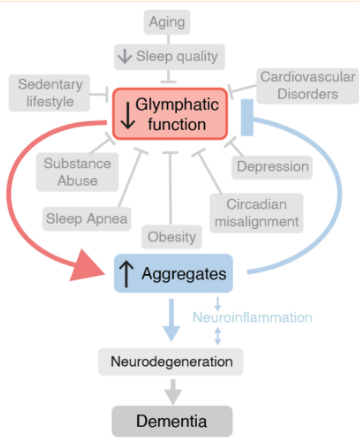 Aging
↓ Sleep quality
Sedentary
lifestyle
Cardiovascular
Disorders
↓ Glymphatic
function
Substance
Abuse
Depression
Sleep Apnea
Circadian
misalignment
Obesity
↑ Aggregates
Neuroinflammation
Neurodegeneration
Dementia